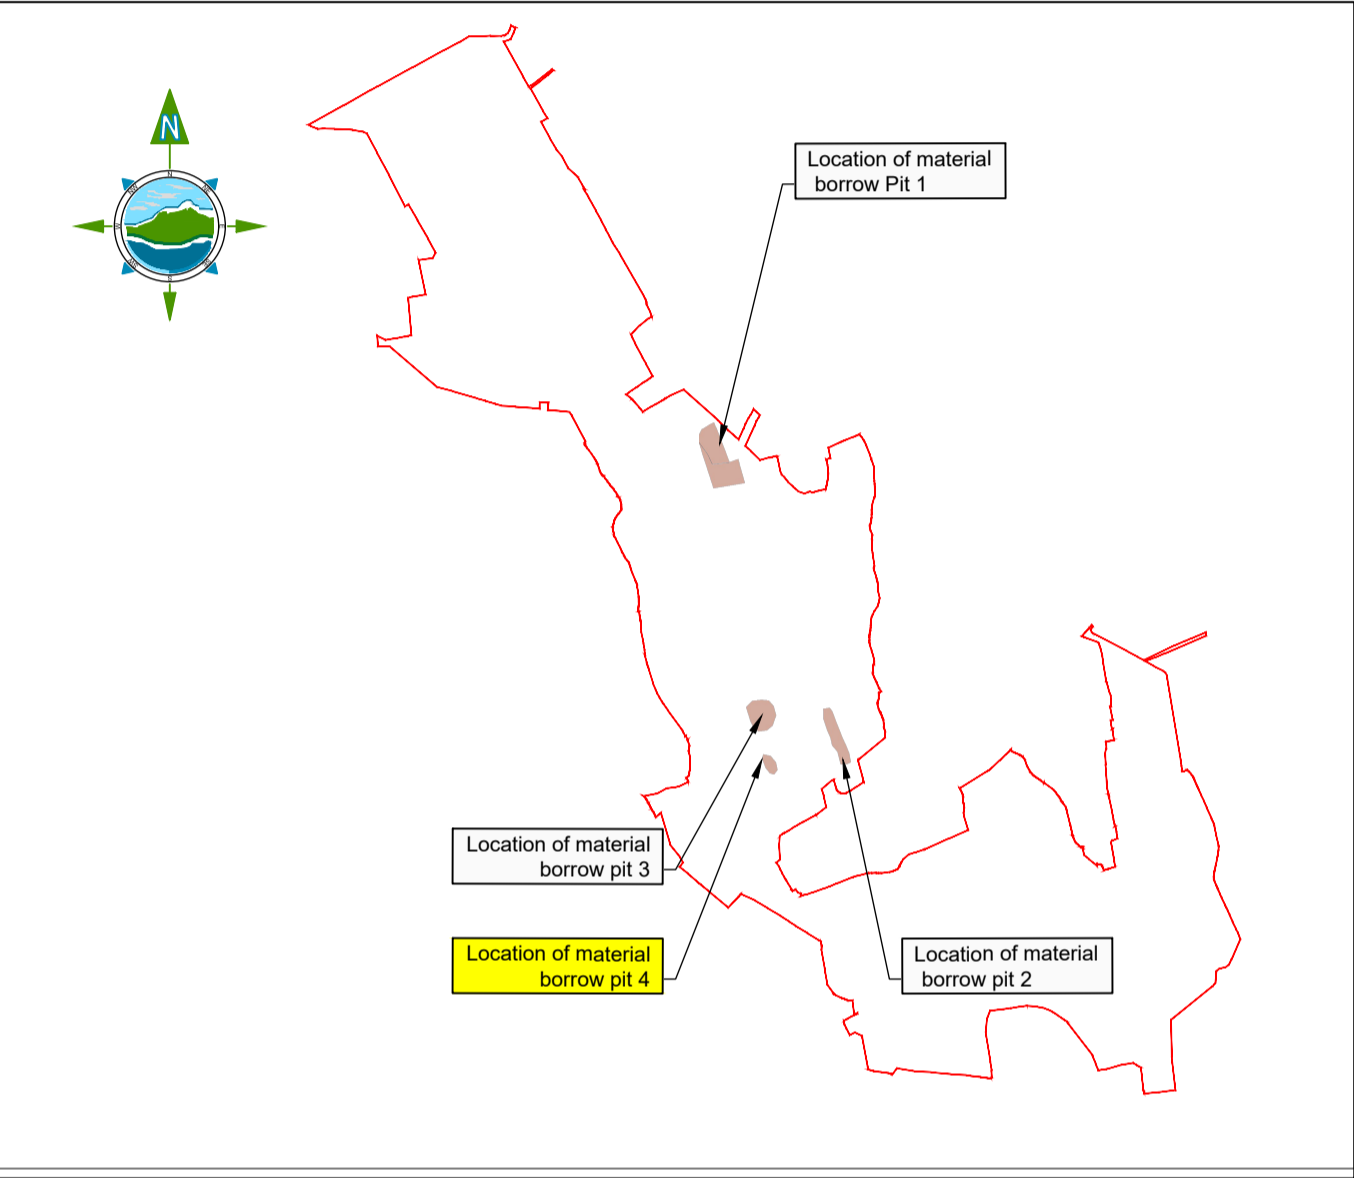 N
Location of material
borrow Pit 1
Location of material
borrow pit 3
Location of material
borrow pit 4
Location of material
borrow pit 2